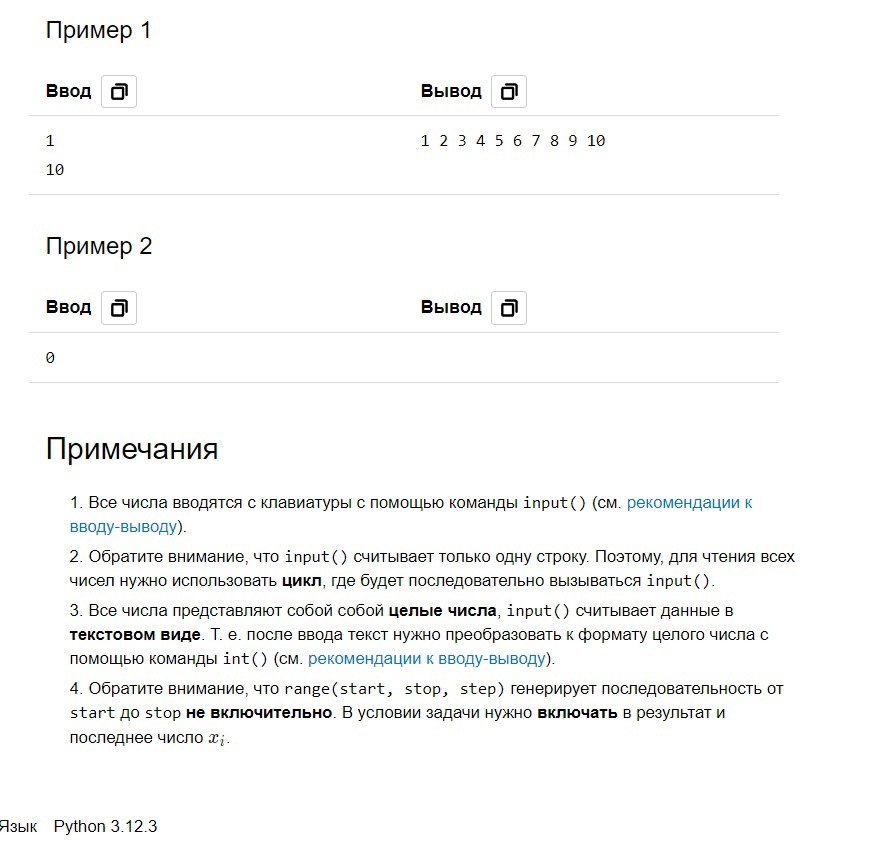 Пример 1
Ввод Вывод
1 1 2 3 4 5 6 7 8 9 10
10
Пример 2
Ввод Вывод
0
Примечания
1. Все числа вводятся с клавиатуры с помощью команды input() (см. рекомендации к
вводу-выводу).
2. Обратите внимание, что input() считывает только одну строку. Поэтому, для чтения всех
чисел нужно использовать цикл, где будет последовательно вызываться input().
3. Все числа представляют собой собой целые числа, input() считывает данные в
текстовом виде. Т. е. после ввода текст нужно преобразовать к формату целого числа с
помощью команды int() (см. рекомендации к вводу-выводу).
4. Обратите внимание, что range(start, stop, step) генерирует последовательность от
start до stop не включительно. В условии задачи нужно включать в результат и
последнее число xᵢ.
Язык Python 3.12.3